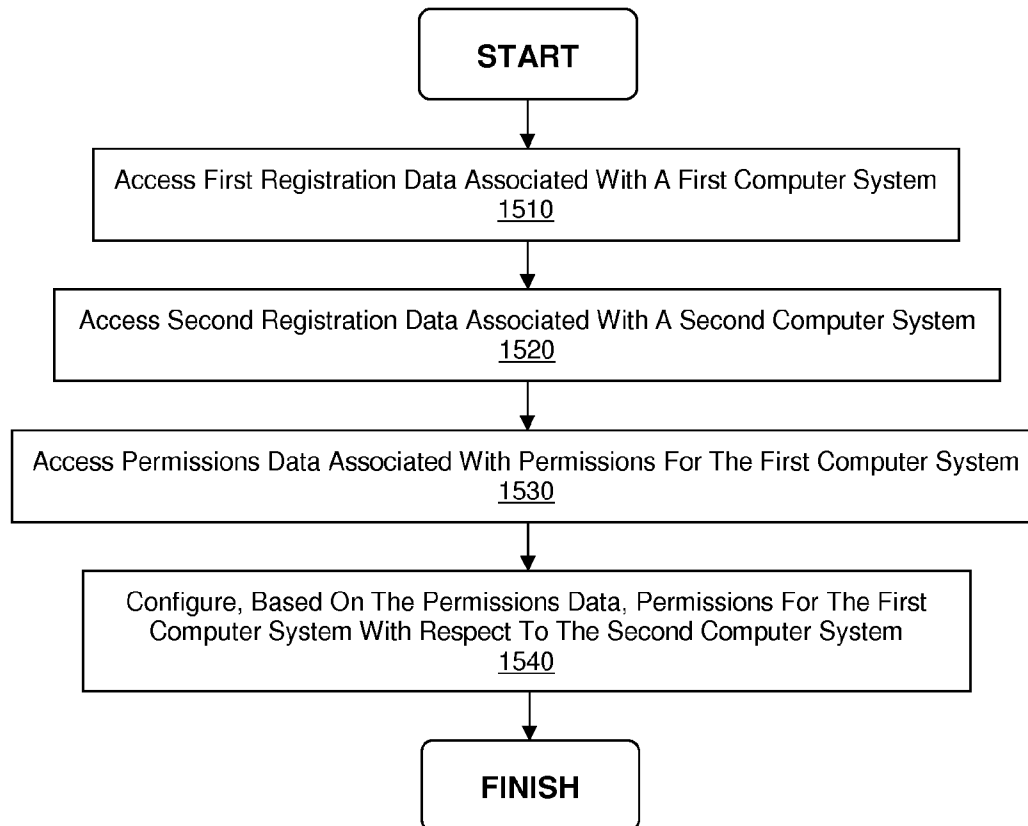 START
Access First Registration Data Associated With A First Computer System
1510
Access Second Registration Data Associated With A Second Computer System
1520
Access Permissions Data Associated With Permissions For The First Computer System
1530
Configure, Based On The Permissions Data, Permissions For The First
Computer System With Respect To The Second Computer System
1540
FINISH